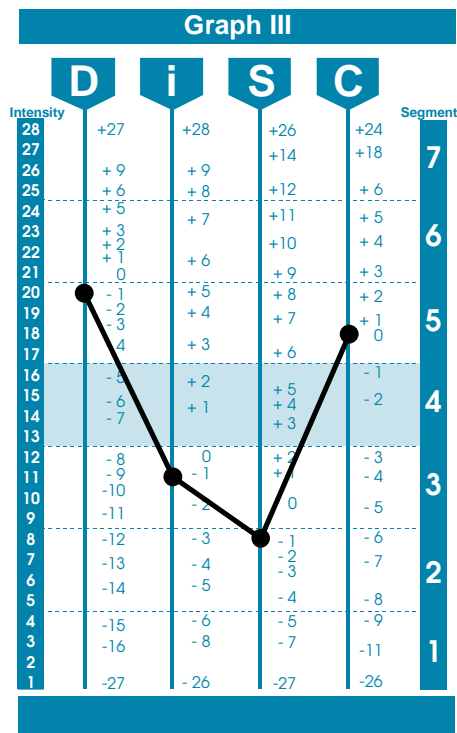 Graph III
D i S C
Intensity Segment
28 +27 +28 +26 +24
27 +14 +18 7
26 + 9 + 9
25 + 6 + 8 +12 + 6
24 + 5 + 7 +11 + 5
23 + 3 6
+ 2 +10 + 4
22 + 1 + 6
21 0 + 9 + 3
20 - 1 + 5 + 8 + 2
19 - 2 + 4 + 7 + 1 5
18 - 3 0
17 4 + 3 + 6
16 - 5 + 2 - 1
15 - 6 + 5 - 2 4
+ 1 + 4
14 - 7 + 3
13
12 - 8 0 + 2 - 3
11 - 9 - 1 + 1 - 4
10 -10 - 2 0 3
9 -11 - 5
8 -12 - 3 - 1 - 6
- 2
7 -13 - 4 - 3 - 7 2
6 -14 - 5
5 - 4 - 8
4 -15 - 6 - 5 - 9
3 -16 - 8 - 7 -11 1
2
1 -27 - 26 -27 -26